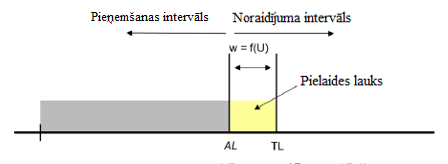 Pieņemšanas intervāls Noraidījuma intervāls
w = f(U)
Pielaides lauks
AL TL